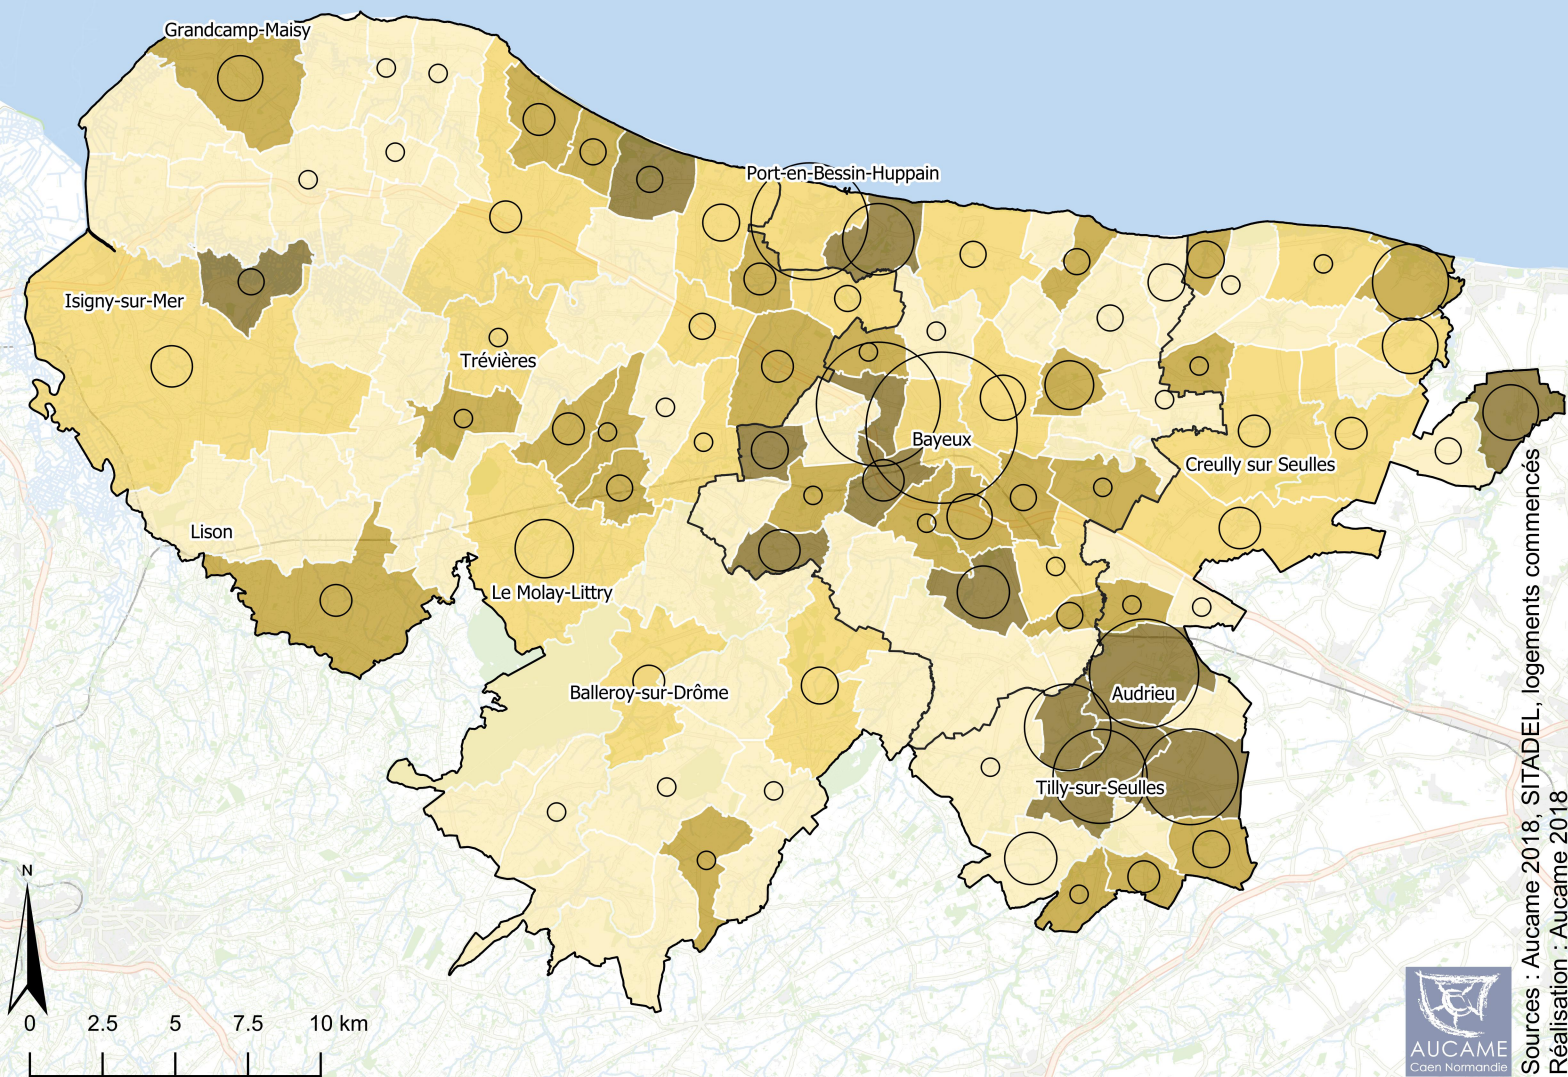 Grandcamp-Maisy
Port-en-Bessin-Huppain
Isigny-sur-Mer
Trévières
Bayeux
Creully sur Seulles
Lison
Le Molay-Littry
Balleroy-sur-Drôme
Audrieu
Tilly-sur-Seulles
N
0 2.5 5 7.5 10 km
AUCAME
Caen Normandie
Sources : Aucame 2018, SITADEL, logements commencés
Réalisation : Aucame 2018